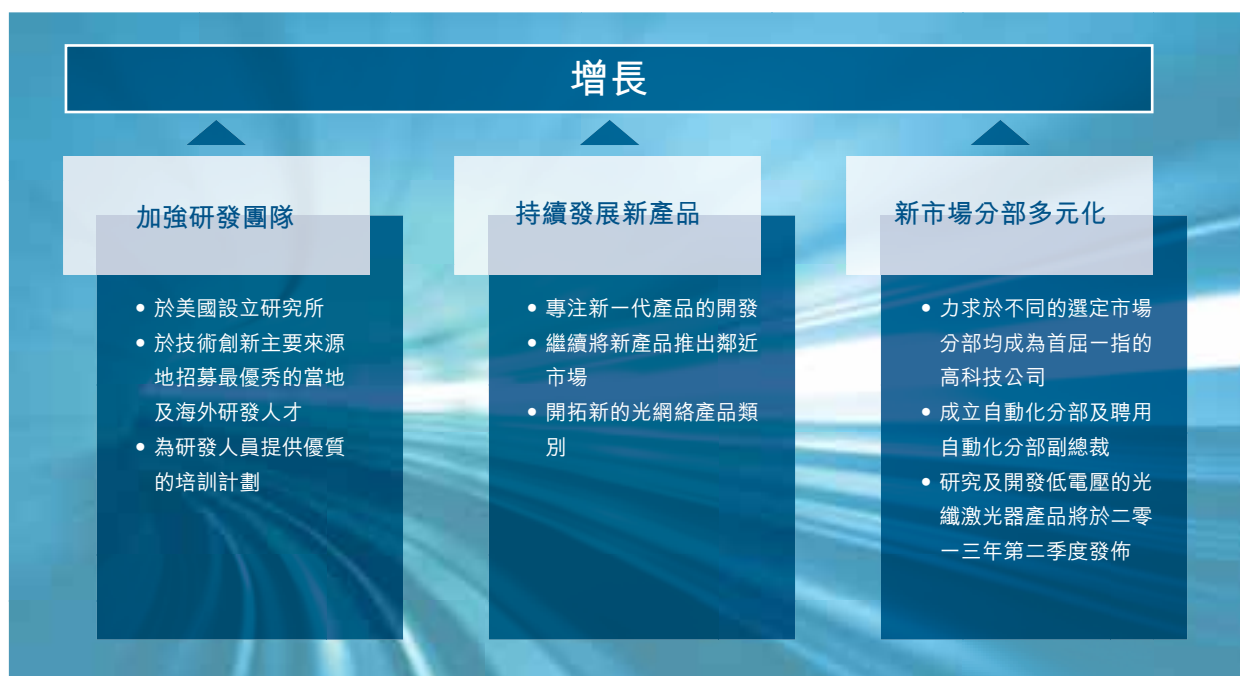 增長
加強研發團隊
• 於美國設立研究所
• 於技術創新主要來源
地招募最優秀的當地
及海外研發人才
• 為研發人員提供優質
的培訓計劃
持續發展新產品
• 專注新一代產品的開發
• 繼續將新產品推出鄰近
市場
• 開拓新的光網絡產品類
別
新市場分部多元化
• 力求於不同的選定市場
分部均成為首屈一指的
高科技公司
• 成立自動化分部及聘用
自動化分部副總裁
• 研究及開發低電壓的光
纖激光器產品將於二零
一三年第二季度發佈